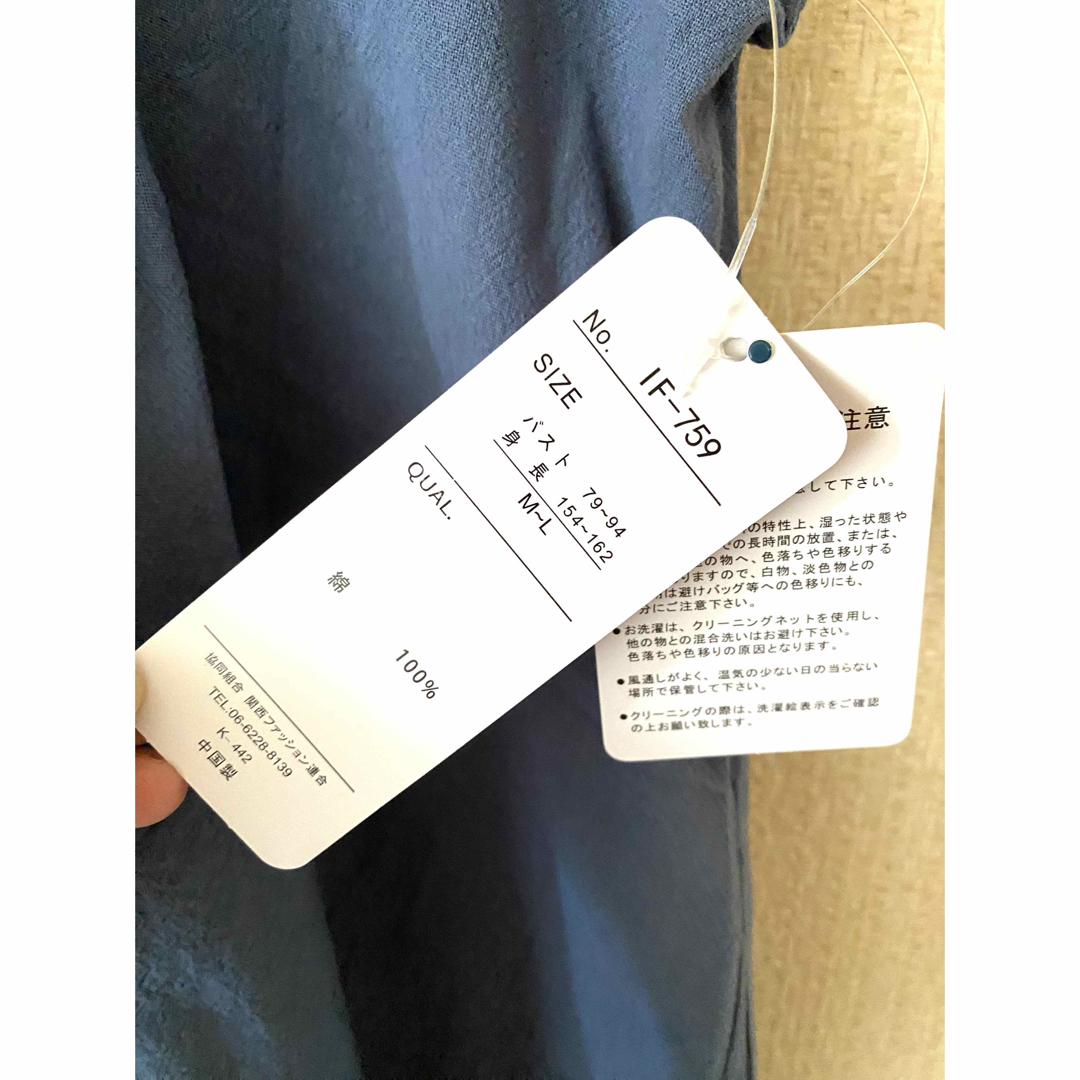 No. IF-759
SIZE
バスト 79~94
身長 154~162
M~L
QUAL.
綿 100%
協同組合 関西ファッション連合
TEL:06-6228-8139
K-442
中国製
注意
して下さい。
の特性上、湿った状態や
での長時間の放置、または、
の物へ、色落ちや色移りする
りますので、白物、淡色物との
は避けバッグ等への色移りにも、
分にご注意下さい。
●お洗濯は、クリーニングネットを使用し、
他の物との混合洗いはお避け下さい。
色落ちや色移りの原因となります。
●風通しがよく、温気の少ない日の当らない
場所で保管して下さい。
●クリーニングの際は、洗濯絵表示をご確認
の上お願い致します。